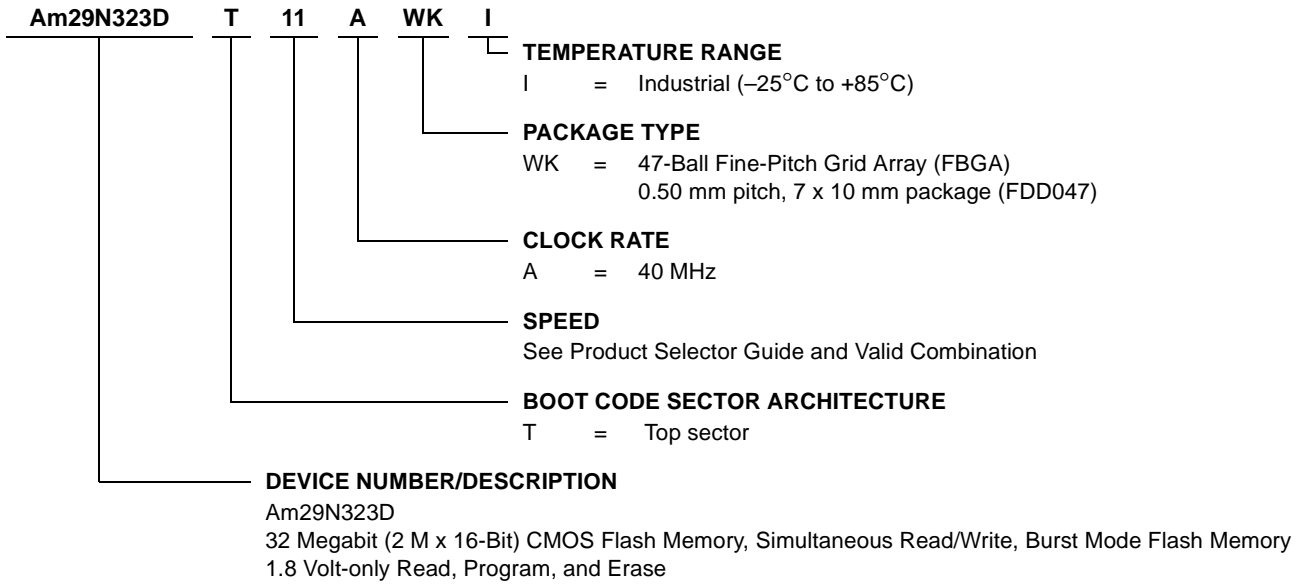 Am29N323D T 11 A WK I
TEMPERATURE RANGE
I = Industrial (–25°C to +85°C)
PACKAGE TYPE
WK = 47-Ball Fine-Pitch Grid Array (FBGA)
0.50 mm pitch, 7 x 10 mm package (FDD047)
CLOCK RATE
A = 40 MHz
SPEED
See Product Selector Guide and Valid Combination
BOOT CODE SECTOR ARCHITECTURE
T = Top sector
DEVICE NUMBER/DESCRIPTION
Am29N323D
32 Megabit (2 M x 16-Bit) CMOS Flash Memory, Simultaneous Read/Write, Burst Mode Flash Memory
1.8 Volt-only Read, Program, and Erase